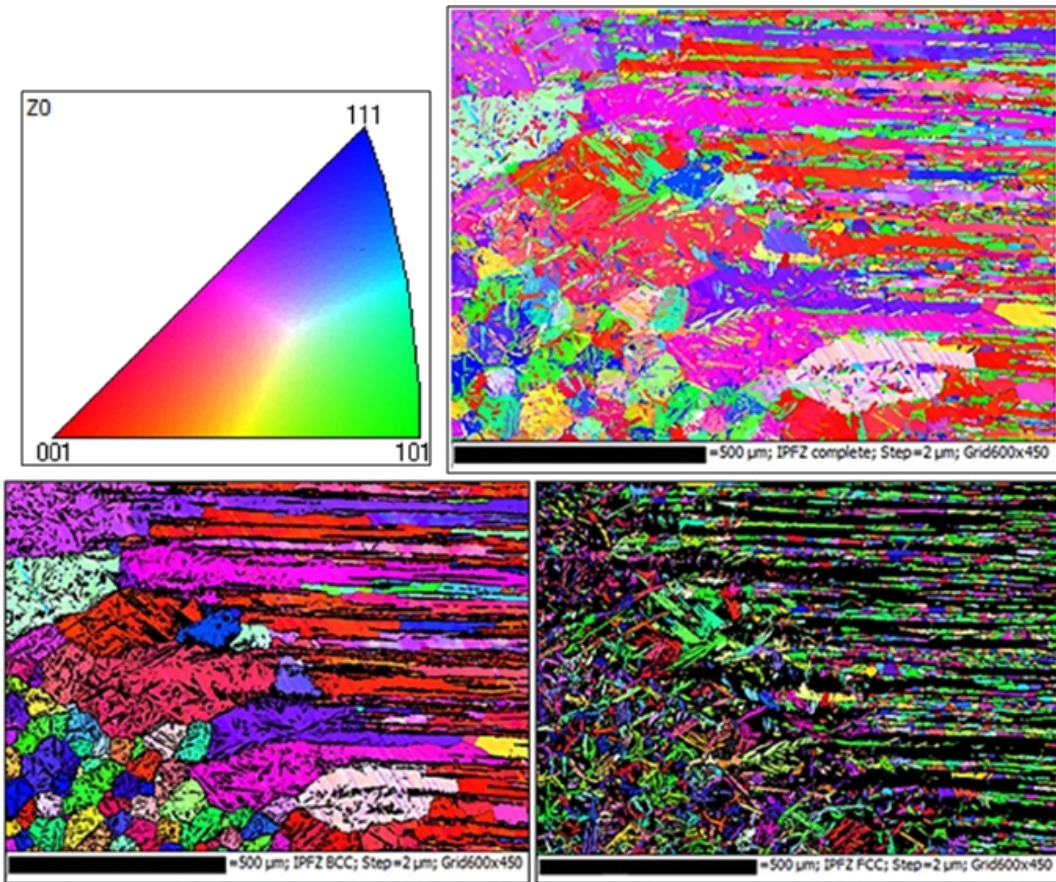 Z0
111
001
101
=500 µm; IPFZ complete; Step=2 µm; Grid600x450
=500 µm; IPFZ BCC; Step=2 µm; Grid600x450
=500 µm; IPFZ FCC; Step=2 µm; Grid600x450